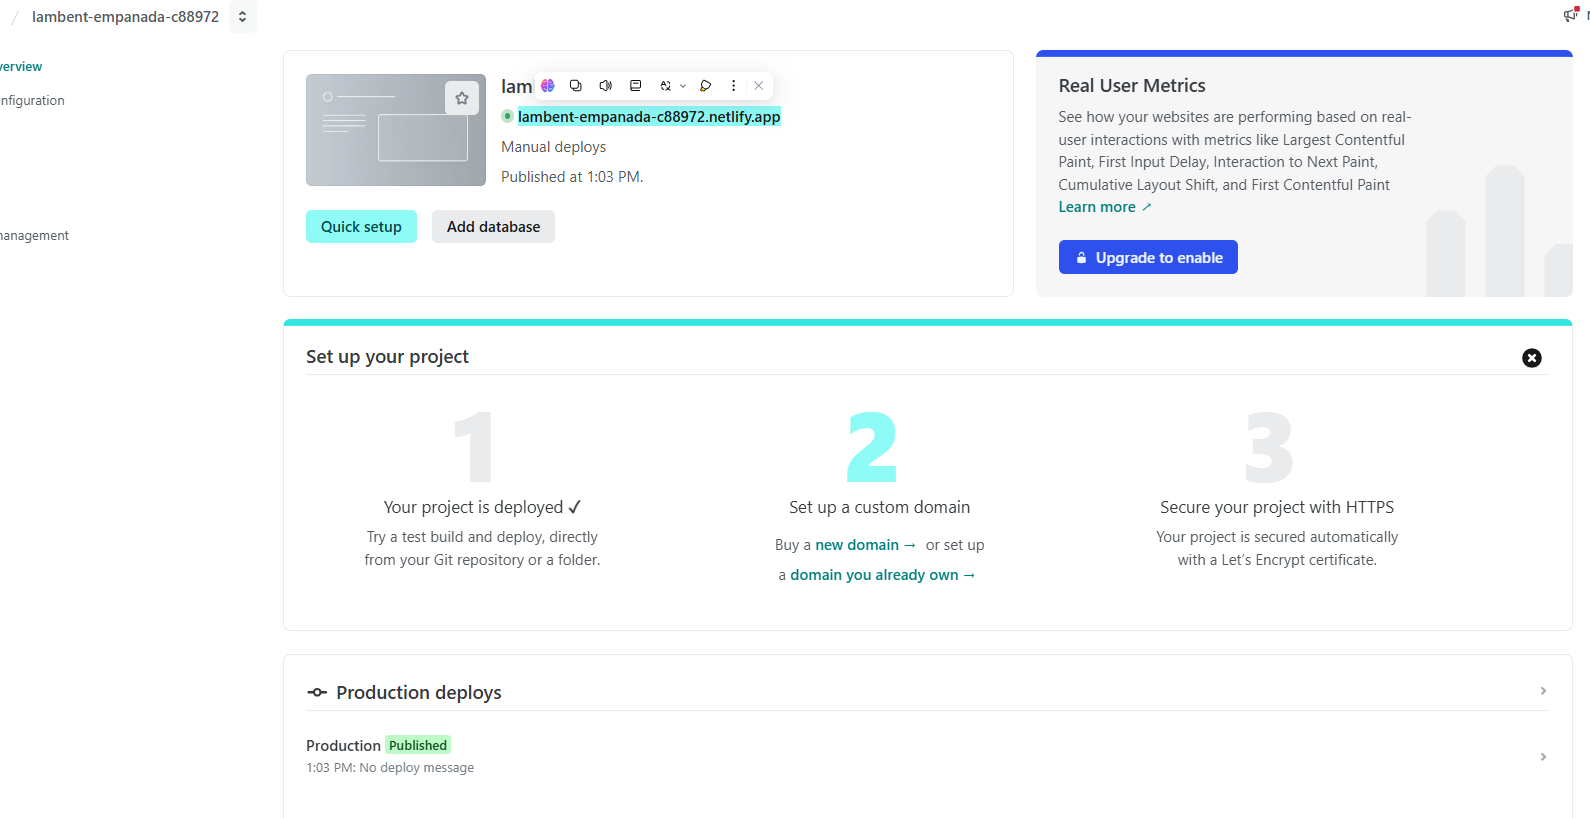 / lambent-empanada-c88972
verview
nfiguration
management
lam
lambent-empanada-c88972.netlify.app
Manual deploys
Published at 1:03 PM.
Quick setup
Add database
Real User Metrics
See how your websites are performing based on real-
user interactions with metrics like Largest Contentful
Paint, First Input Delay, Interaction to Next Paint,
Cumulative Layout Shift, and First Contentful Paint
Learn more ↗
Upgrade to enable
Set up your project
1
Your project is deployed ✓
Try a test build and deploy, directly
from your Git repository or a folder.
2
Set up a custom domain
Buy a new domain → or set up
a domain you already own →
3
Secure your project with HTTPS
Your project is secured automatically
with a Let's Encrypt certificate.
Production deploys
Production Published
1:03 PM: No deploy message